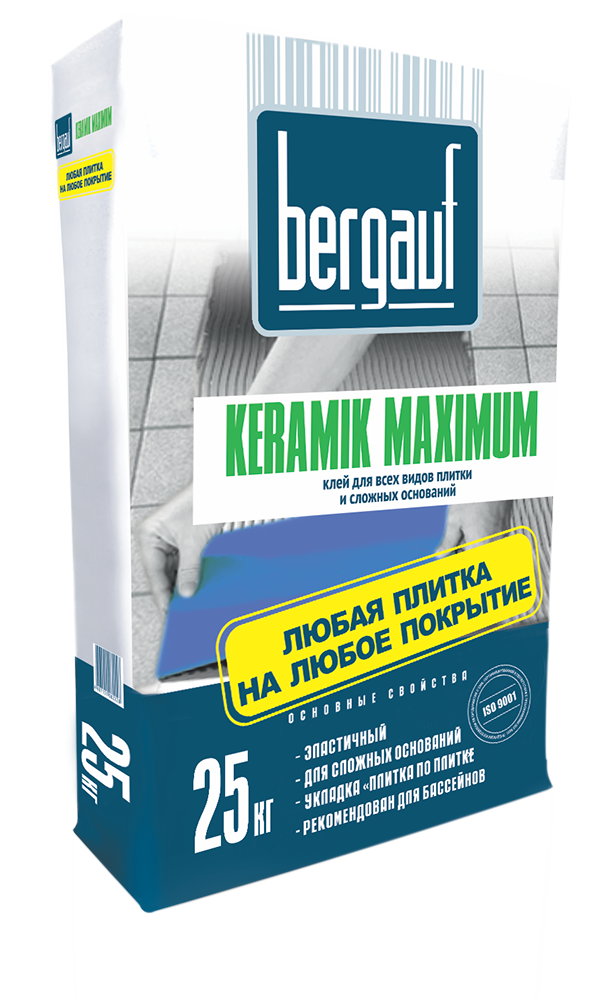 bergauf
KERAMIK MAXIMUM
ЛЮБАЯ ПЛИТКА
НА ЛЮБОЕ ПОКРЫТИЕ
bergauf
KERAMIK MAXIMUM
КЛЕЙ ДЛЯ ВСЕХ ВИДОВ ПЛИТКИ
И СЛОЖНЫХ ОСНОВАНИЙ
ЛЮБАЯ ПЛИТКА
НА ЛЮБОЕ ПОКРЫТИЕ
ОСНОВНЫЕ СВОЙСТВА
ISO 9001
- ЭЛАСТИЧНЫЙ
- ДЛЯ СЛОЖНЫХ ОСНОВАНИЙ
- УКЛАДКА «ПЛИТКА ПО ПЛИТКЕ
- РЕКОМЕНДОВАН ДЛЯ БАССЕЙНОВ
25 КГ
25 КГ